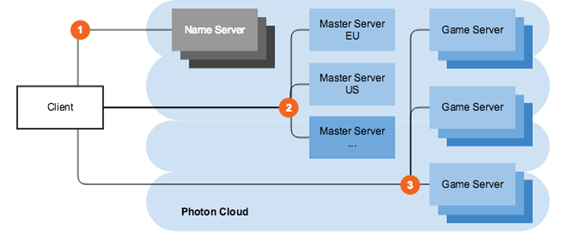 1
Name Server
Master Server
EU
Game Server
Master Server
US
Client
2
Game Server
Master Server
...
3
Game Server
Photon Cloud